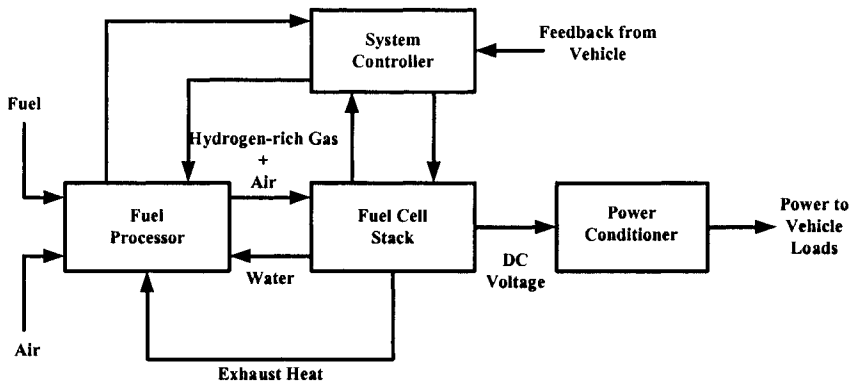 System
Controller
Feedback from
Vehicle
Fuel
Hydrogen-rich Gas
+
Air
Fuel
Processor
Fuel Cell
Stack
Power
Conditioner
Power to
Vehicle
Loads
Water
DC
Voltage
Air
Exhaust Heat